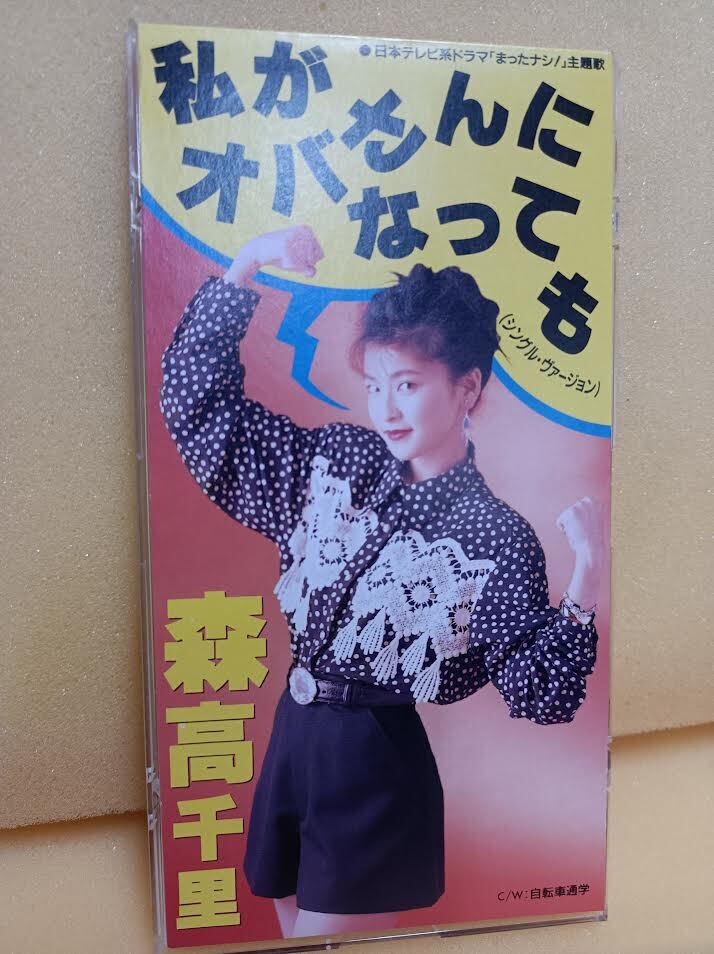 ●日本テレビ系ドラマ「まったナシ!」主題歌
私が
オバさんに
なっても
(シングル・ヴァージョン)
森高千里
C/W:自転車通学